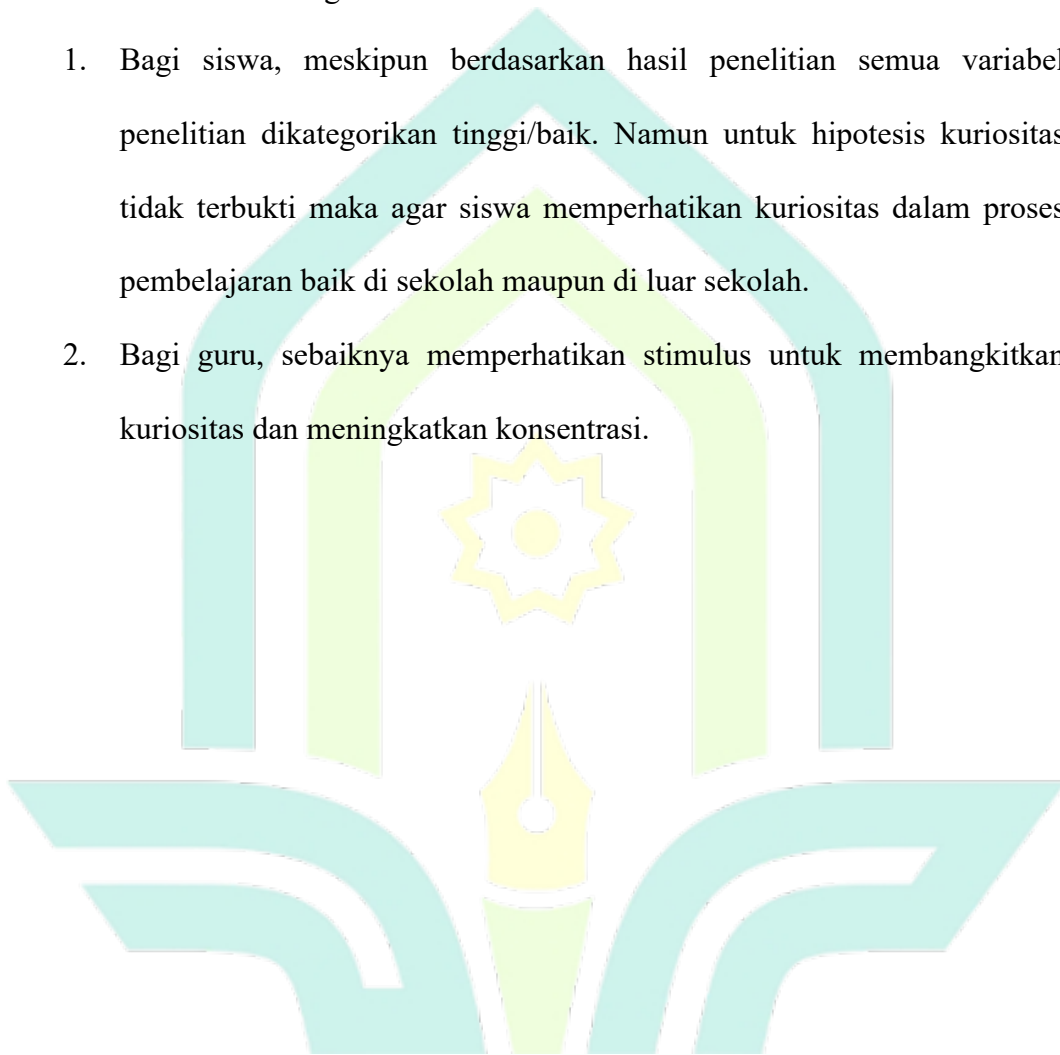 1. Bagi siswa, meskipun berdasarkan hasil penelitian semua variabel
penelitian dikategorikan tinggi/baik. Namun untuk hipotesis kuriositas
tidak terbukti maka agar siswa memperhatikan kuriositas dalam proses
pembelajaran baik di sekolah maupun di luar sekolah.
2. Bagi guru, sebaiknya memperhatikan stimulus untuk membangkitkan
kuriositas dan meningkatkan konsentrasi.